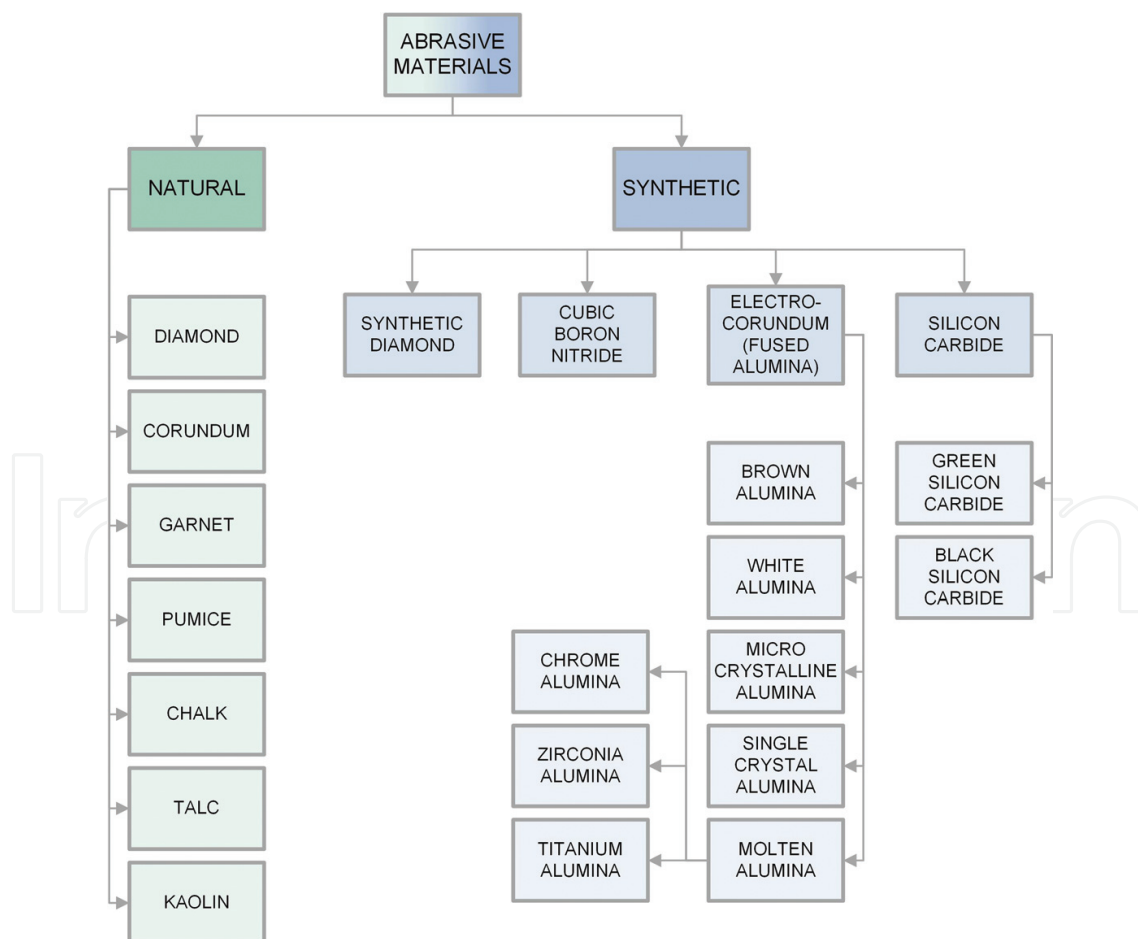 ABRASIVE
MATERIALS
NATURAL
SYNTHETIC
DIAMOND
CORUNDUM
GARNET
PUMICE
CHALK
TALC
KAOLIN
SYNTHETIC
DIAMOND
CUBIC
BORON
NITRIDE
ELECTRO-
CORUNDUM
(FUSED
ALUMINA)
SILICON
CARBIDE
BROWN
ALUMINA
WHITE
ALUMINA
MICRO
CRYSTALLINE
ALUMINA
SINGLE
CRYSTAL
ALUMINA
MOLTEN
ALUMINA
CHROME
ALUMINA
ZIRCONIA
ALUMINA
TITANIUM
ALUMINA
GREEN
SILICON
CARBIDE
BLACK
SILICON
CARBIDE